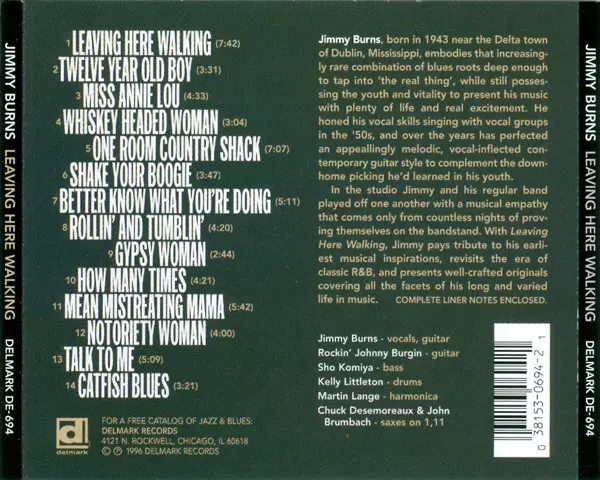 JIMMY BURNS LEAVING HERE WALKING DELMARK DE-694
1 LEAVING HERE WALKING (7:42)
2 TWELVE YEAR OLD BOY (3:31)
3 MISS ANNIE LOU (4:33)
4 WHISKEY HEADED WOMAN (3:04)
5 ONE ROOM COUNTRY SHACK (7:07)
6 SHAKE YOUR BOOGIE (3:47)
7 BETTER KNOW WHAT YOU'RE DOING (5:11)
8 ROLLIN' AND TUMBLIN' (4:20)
9 GYPSY WOMAN (2:44)
10 HOW MANY TIMES (4:21)
11 MEAN MISTREATING MAMA (5:42)
12 NOTORIETY WOMAN (4:00)
13 TALK TO ME (5:09)
14 CATFISH BLUES (3:21)
d
delmark
FOR A FREE CATALOG OF JAZZ & BLUES:
DELMARK RECORDS
4121 N. ROCKWELL, CHICAGO, IL 60618
© ℗ 1996 DELMARK RECORDS
Jimmy Burns, born in 1943 near the Delta town
of Dublin, Mississippi, embodies that increasing-
ly rare combination of blues roots deep enough
to tap into 'the real thing', while still posses-
sing the youth and vitality to present his music
with plenty of life and real excitement. He
honed his vocal skills singing with vocal groups
in the '50s, and over the years has perfected
an appealingly melodic, vocal-inflected con-
temporary guitar style to complement the down-
home picking he'd learned in his youth.
In the studio Jimmy and his regular band
played off one another with a musical empathy
that comes only from countless nights of prov-
ing themselves on the bandstand. With Leaving
Here Walking, Jimmy pays tribute to his earli-
est musical inspirations, revisits the era of
classic R&B, and presents well-crafted originals
covering all the facets of his long and varied
life in music. COMPLETE LINER NOTES ENCLOSED.
Jimmy Burns - vocals, guitar
Rockin' Johnny Burgin - guitar
Sho Komiya - bass
Kelly Littleton - drums
Martin Lange - harmonica
Chuck Desemoreaux & John
Brumbach - saxes on 1,11
0 38153-0694-2 1
JIMMY BURNS LEAVING HERE WALKING DELMARK DE-694